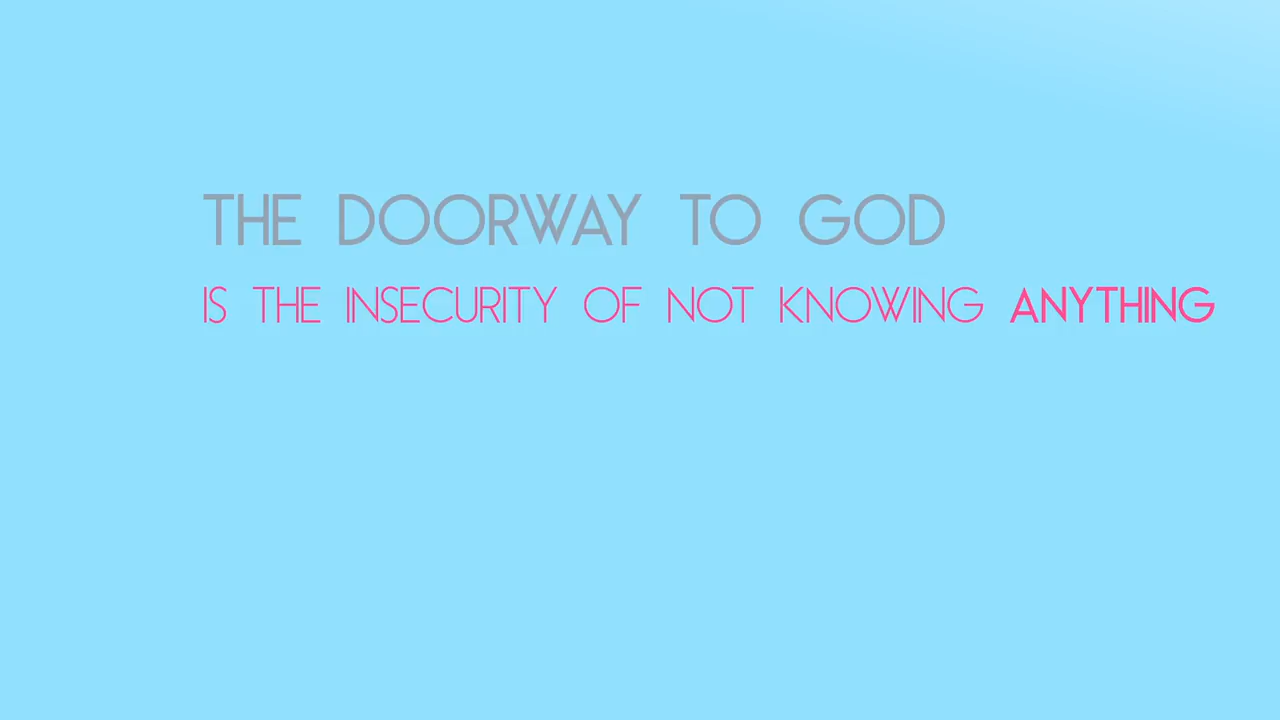 THE DOORWAY TO GOD
IS THE INSECURITY OF NOT KNOWING ANYTHING